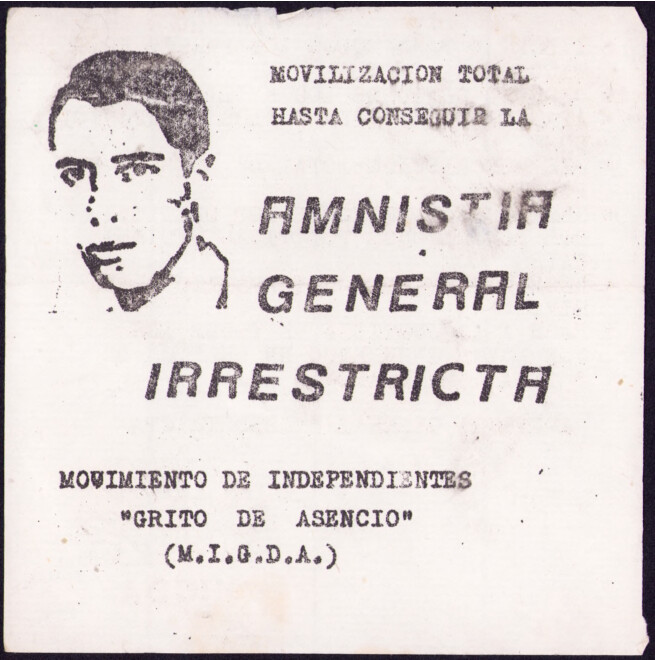 MOVILIZACION TOTAL
HASTA CONSEGUIR LA
AMNISTIA
GENERAL
IRRESTRICTA
MOVIMIENTO DE INDEPENDIENTES
"GRITO DE ASENCIO"
(M.I.G.D.A.)